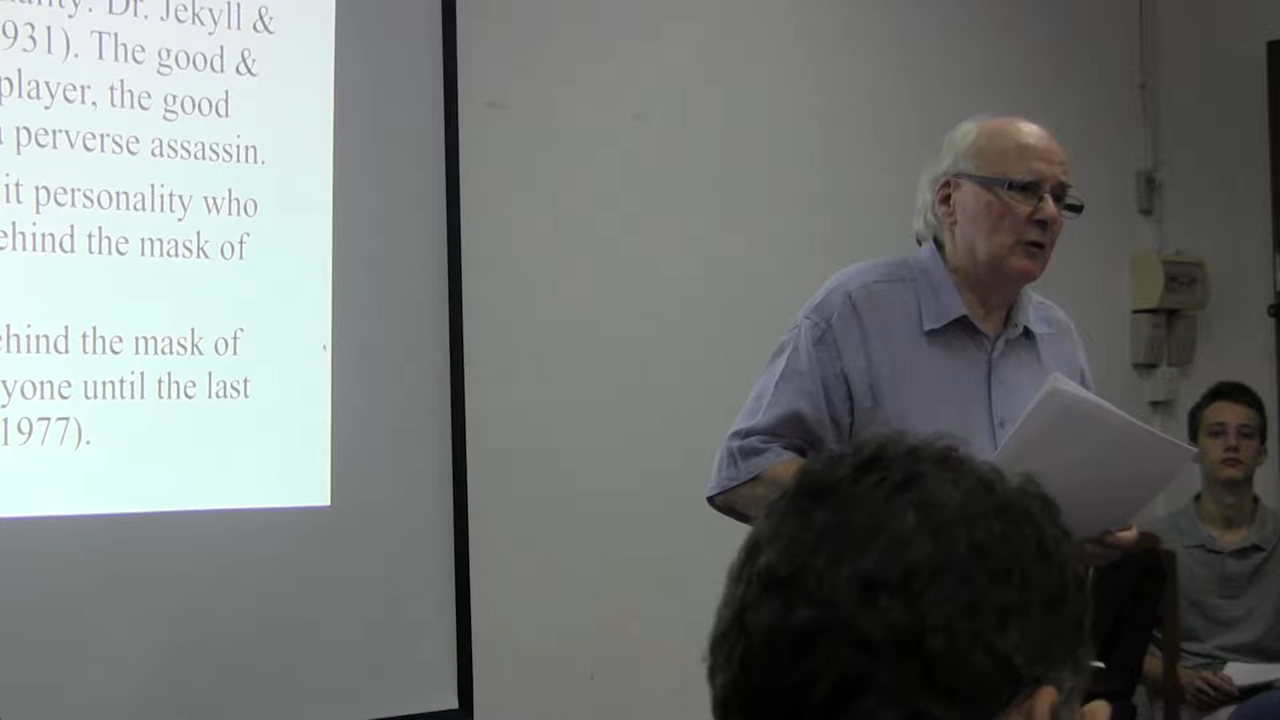 Dr. Jekyll &
931). The good &
player, the good
perverse assassin.
it personality who
ehind the mask of
ehind the mask of
yone until the last
1977).